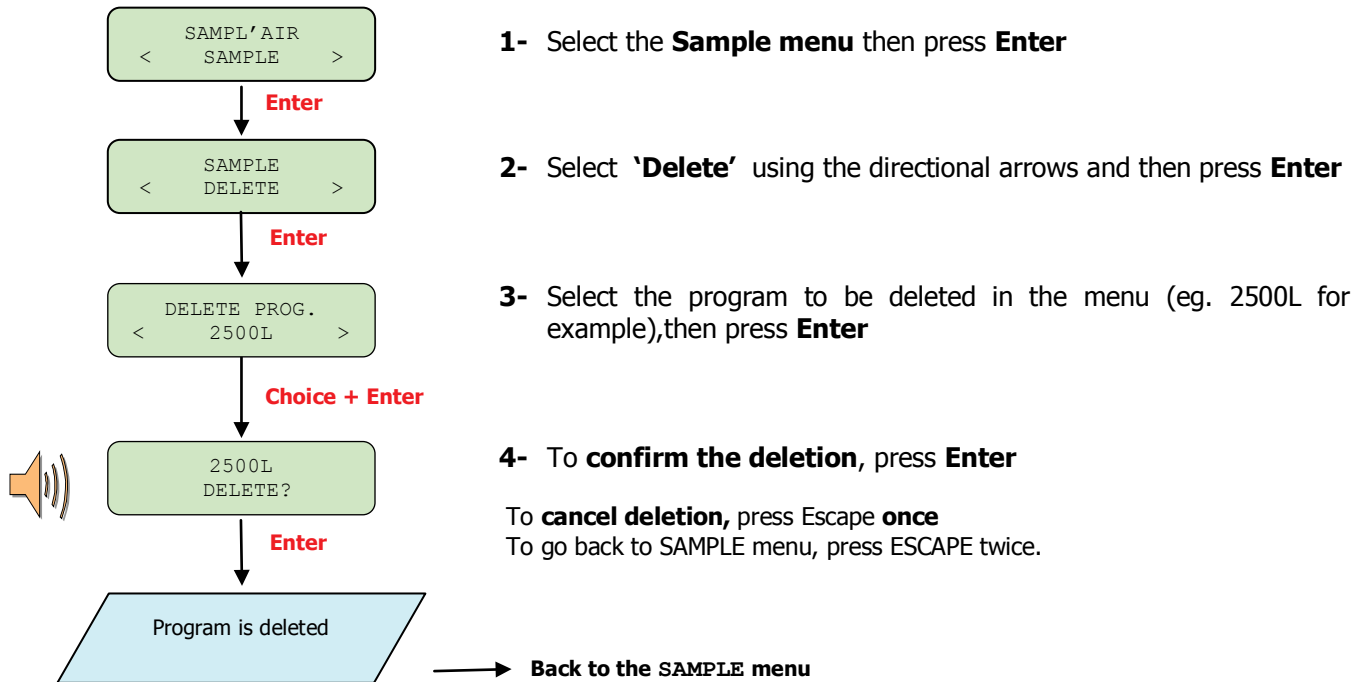 SAMPL’AIR
< SAMPLE >
1- Select the Sample menu then press Enter
Enter
SAMPLE
< DELETE >
2- Select ‘Delete’ using the directional arrows and then press Enter
Enter
DELETE PROG.
< 2500L >
3- Select the program to be deleted in the menu (eg. 2500L for
example),then press Enter
Choice + Enter
2500L
DELETE?
4- To confirm the deletion, press Enter
To cancel deletion, press Escape once
To go back to SAMPLE menu, press ESCAPE twice.
Enter
Program is deleted
Back to the SAMPLE menu